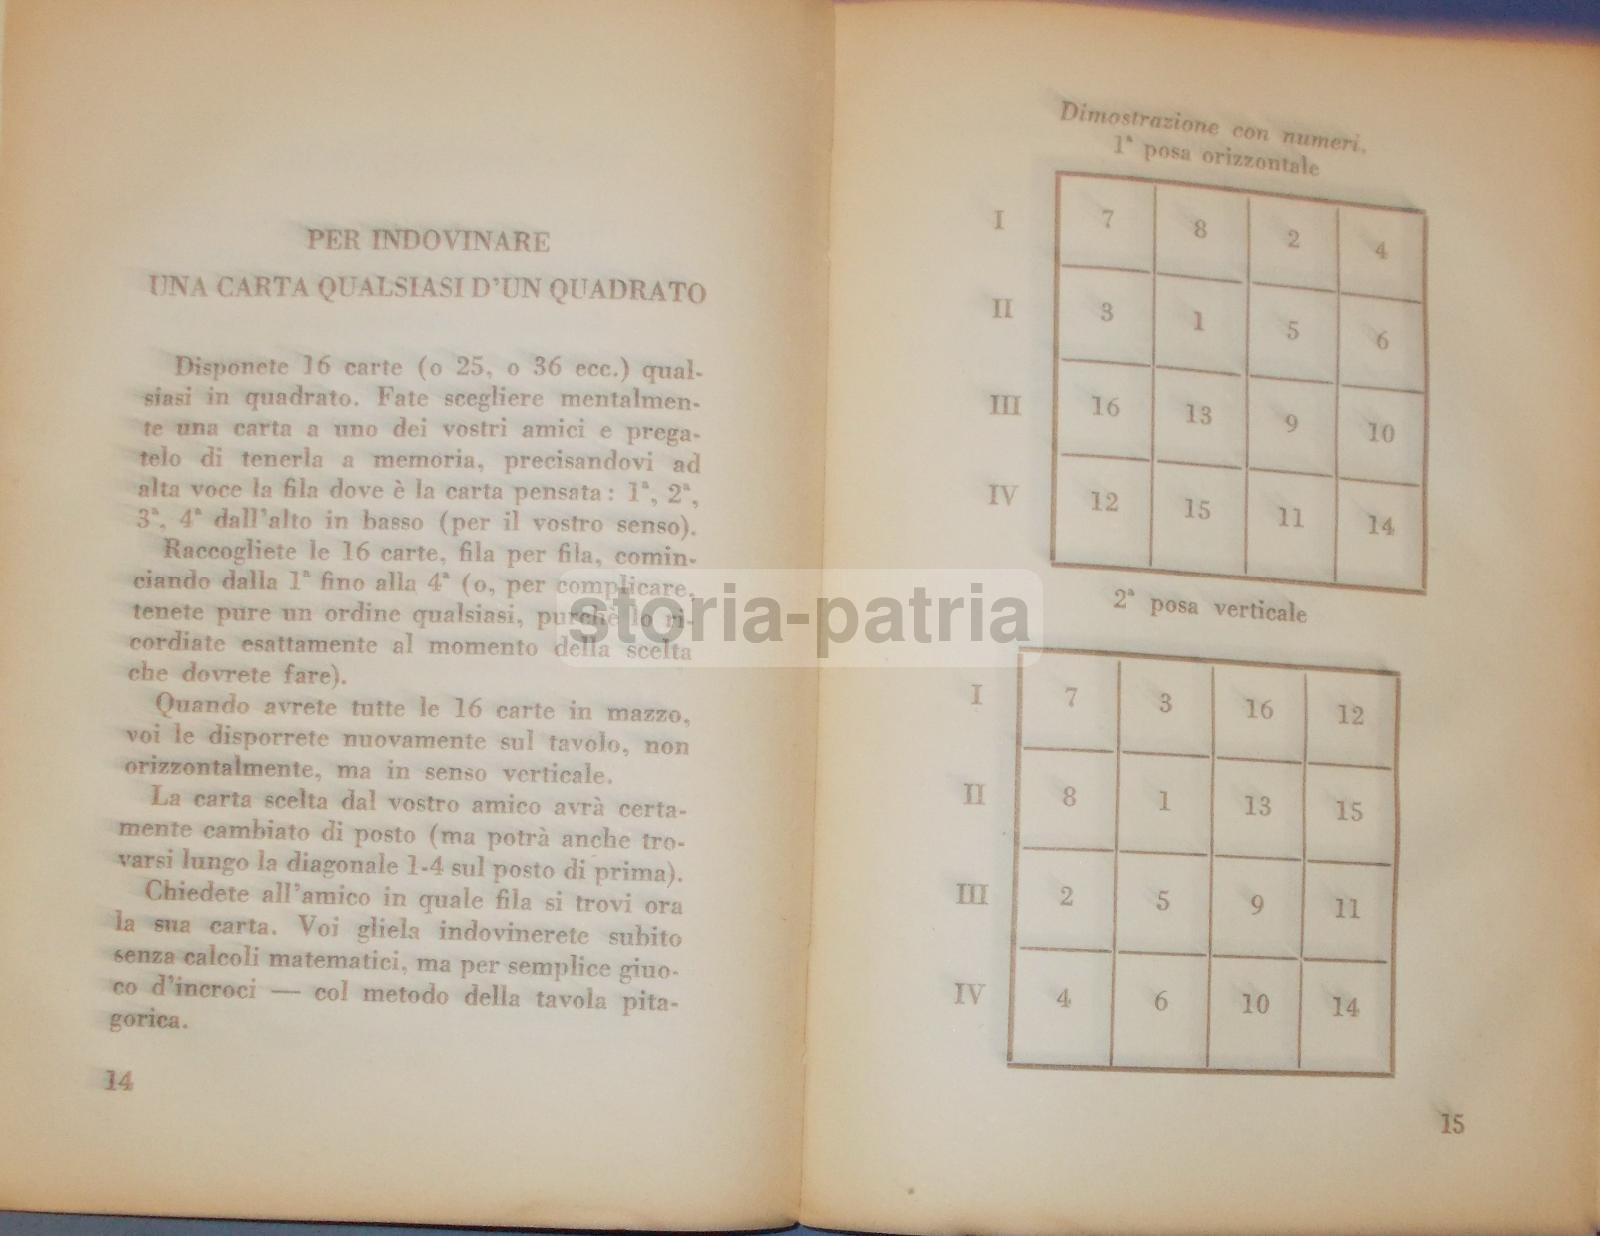 PER INDOVINARE
UNA CARTA QUALSIASI D'UN QUADRATO
Disponete 16 carte (o 25, o 36 ecc.) qual-
siasi in quadrato. Fate scegliere mentalmen-
te una carta a uno dei vostri amici e prega-
telo di tenerla a memoria, precisandovi ad
alta voce la fila dove è la carta pensata: 1ª, 2ª,
3ª, 4ª dall'alto in basso (per il vostro senso).
Raccogliete le 16 carte, fila per fila, comin-
ciando dalla 1ª fino alla 4ª (o, per complicare,
tenete pure un ordine qualsiasi, purchè lo ri-
cordiate esattamente al momento della scelta
che dovrete fare).
Quando avrete tutte le 16 carte in mazzo,
voi le disporrete nuovamente sul tavolo, non
orizzontalmente, ma in senso verticale.
La carta scelta dal vostro amico avrà certa-
mente cambiato di posto (ma potrà anche tro-
varsi lungo la diagonale 1-4 sul posto di prima).
Chiedete all'amico in quale fila si trovi ora
la sua carta. Voi gliela indovinerete subito
senza calcoli matematici, ma per semplice giuo-
co d'incroci — col metodo della tavola pita-
gorica.
14
storia-patria
Dimostrazione con numeri.
1ª posa orizzontale
I 7 8 2 4
II 3 1 5 6
III 16 13 9 10
IV 12 15 11 14
2ª posa verticale
I 7 3 16 12
II 8 1 13 15
III 2 5 9 11
IV 4 6 10 14
15